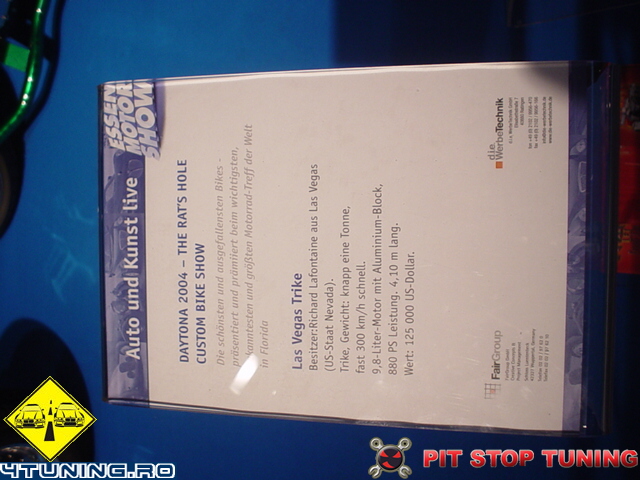 ESSEN
MOTOR
SHOW
Auto und Kunst live
DAYTONA 2004 – THE RAT'S HOLE
CUSTOM BIKE SHOW
Die schönsten und ausgefallensten Bikes –
präsentiert und prämiiert beim wichtigsten,
bekanntesten und größten Motorrad-Treff der Welt
in Florida
Las Vegas Trike
Besitzer:Richard Lafontaine aus Las Vegas
(US-Staat Nevada).
Trike, Gewicht: knapp eine Tonne,
fast 300 km/h schnell.
9,8-Liter-Motor mit Aluminium-Block,
880 PS Leistung. 4,10 m lang.
Wert: 125 000 US-Dollar.
FairGroup
die
WerbeTechnik
4TUNING.RO
PIT STOP TUNING